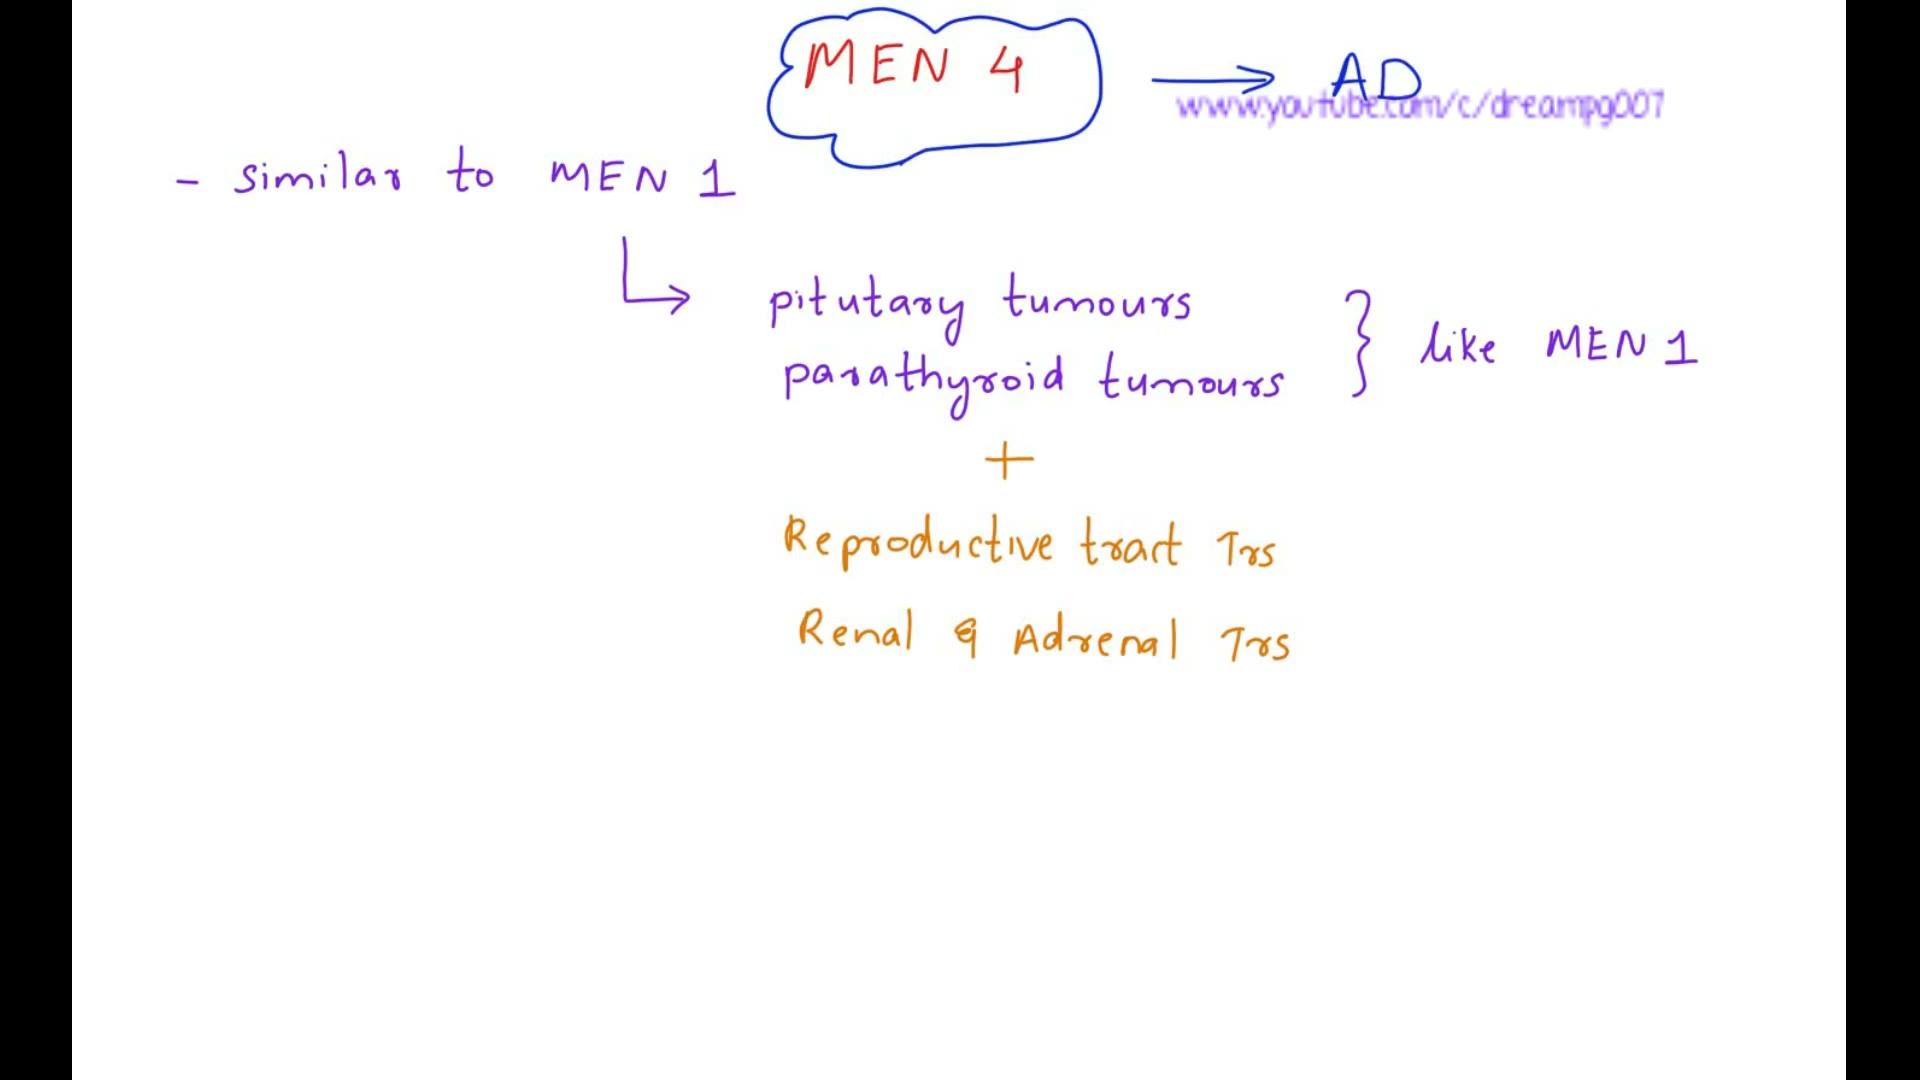 MEN 4 → AD
www.youtube.com/c/dreampg007
- similar to MEN 1
pitutary tumours
parathyroid tumours } like MEN 1
+
Reproductive tract Trs
Renal & Adrenal Trs